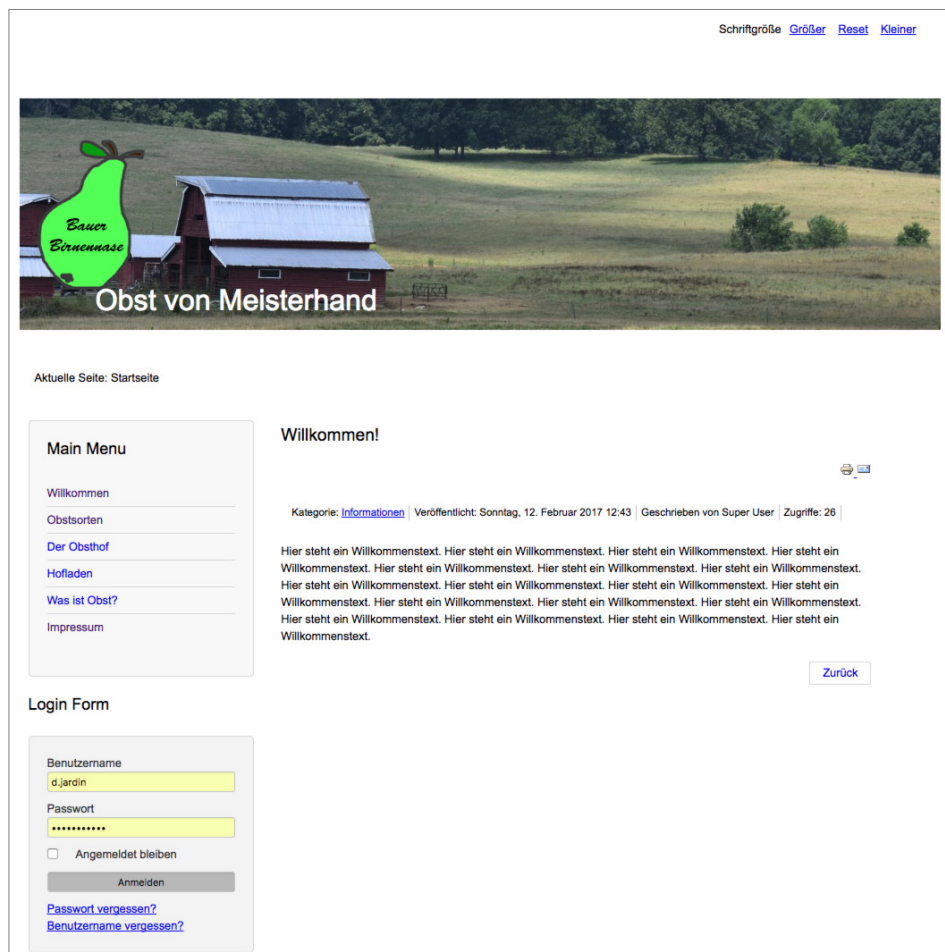 Schriftgröße Größer Reset Kleiner
Bauer
Birnennase
Obst von Meisterhand
Aktuelle Seite: Startseite
Main Menu
Willkommen
Obstsorten
Der Obsthof
Hofladen
Was ist Obst?
Impressum
Willkommen!
Kategorie: Informationen Veröffentlicht: Sonntag, 12. Februar 2017 12:43 Geschrieben von Super User Zugriffe: 26
Hier steht ein Willkommenstext. Hier steht ein Willkommenstext. Hier steht ein Willkommenstext. Hier steht ein
Willkommenstext. Hier steht ein Willkommenstext. Hier steht ein Willkommenstext. Hier steht ein Willkommenstext.
Hier steht ein Willkommenstext. Hier steht ein Willkommenstext. Hier steht ein Willkommenstext. Hier steht ein
Willkommenstext. Hier steht ein Willkommenstext. Hier steht ein Willkommenstext. Hier steht ein Willkommenstext.
Hier steht ein Willkommenstext. Hier steht ein Willkommenstext. Hier steht ein Willkommenstext. Hier steht ein
Willkommenstext.
Zurück
Login Form
Benutzername
d.jardin
Passwort
•••••••••••
Angemeldet bleiben
Anmelden
Passwort vergessen?
Benutzername vergessen?